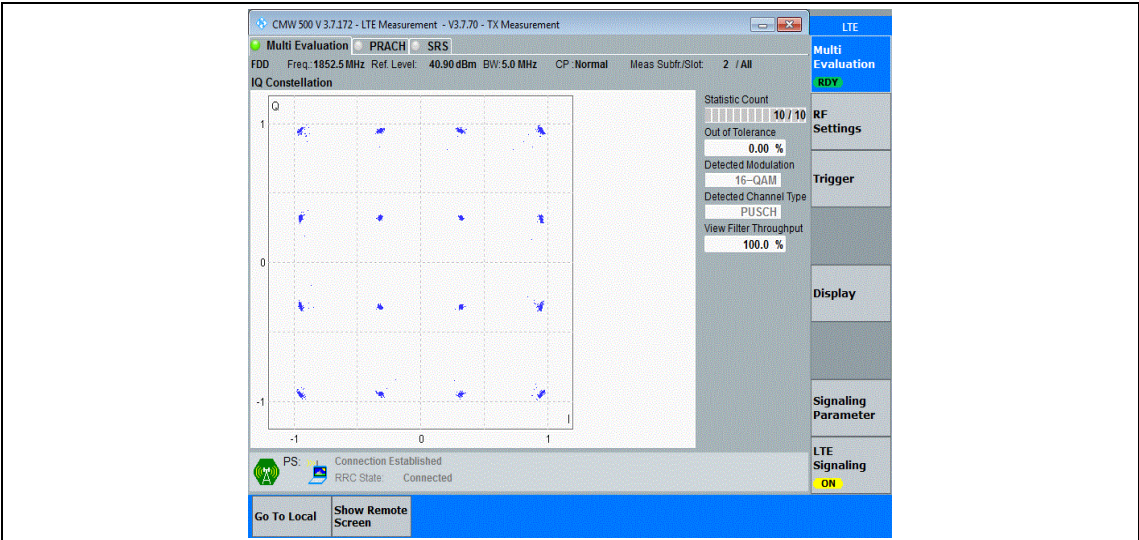 CMW 500 V 3.7.172 - LTE Measurement - V3.7.70 - TX Measurement
LTE
Multi Evaluation PRACH SRS
FDD Freq.: 1852.5 MHz Ref. Level: 40.90 dBm BW: 5.0 MHz CP : Normal Meas Subfr./Slot: 2 / All
IQ Constellation
Q
1
0
-1
I
-1 0 1
Statistic Count
10 / 10
Out of Tolerance
0.00 %
Detected Modulation
16-QAM
Detected Channel Type
PUSCH
View Filter Throughput
100.0 %
Multi
Evaluation
RDY
RF
Settings
Trigger
Display
Signaling
Parameter
LTE
Signaling
ON
PS: Connection Established
RRC State: Connected
Go To Local
Show Remote
Screen